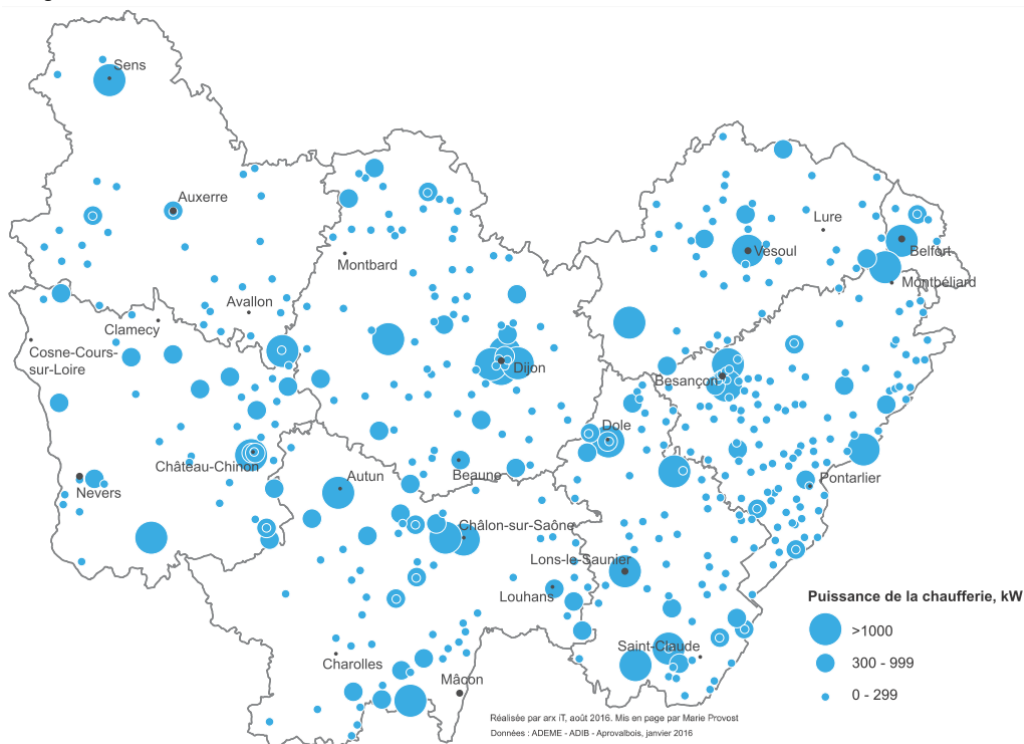 Sens
Auxerre
Lure
Belfort
Vesoul
Montbard
Montbéliard
Avallon
Clamecy
Cosne-Cours-
sur-Loire
Dijon
Besançon
Dole
Château-Chinon
Autun
Beaune
Nevers
Pontarlier
Châlon-sur-Saône
Lons-le-Saunier
Louhans
Puissance de la chaufferie, kW
>1000
Saint-Claude
Charolles
300 - 999
Mâcon
0 - 299
Réalisée par arx iT, août 2016. Mis en page par Marie Provost
Données : ADEME - ADIB - Aprovalbois, janvier 2016